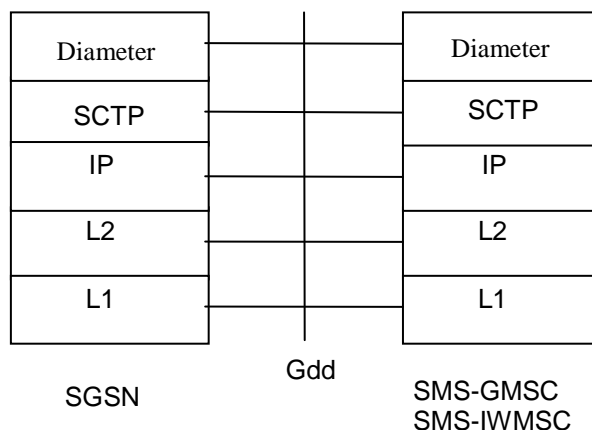 Diameter
SCTP
IP
L2
L1
SGSN
Gdd
Diameter
SCTP
IP
L2
L1
SMS-GMSC
SMS-IWMSC